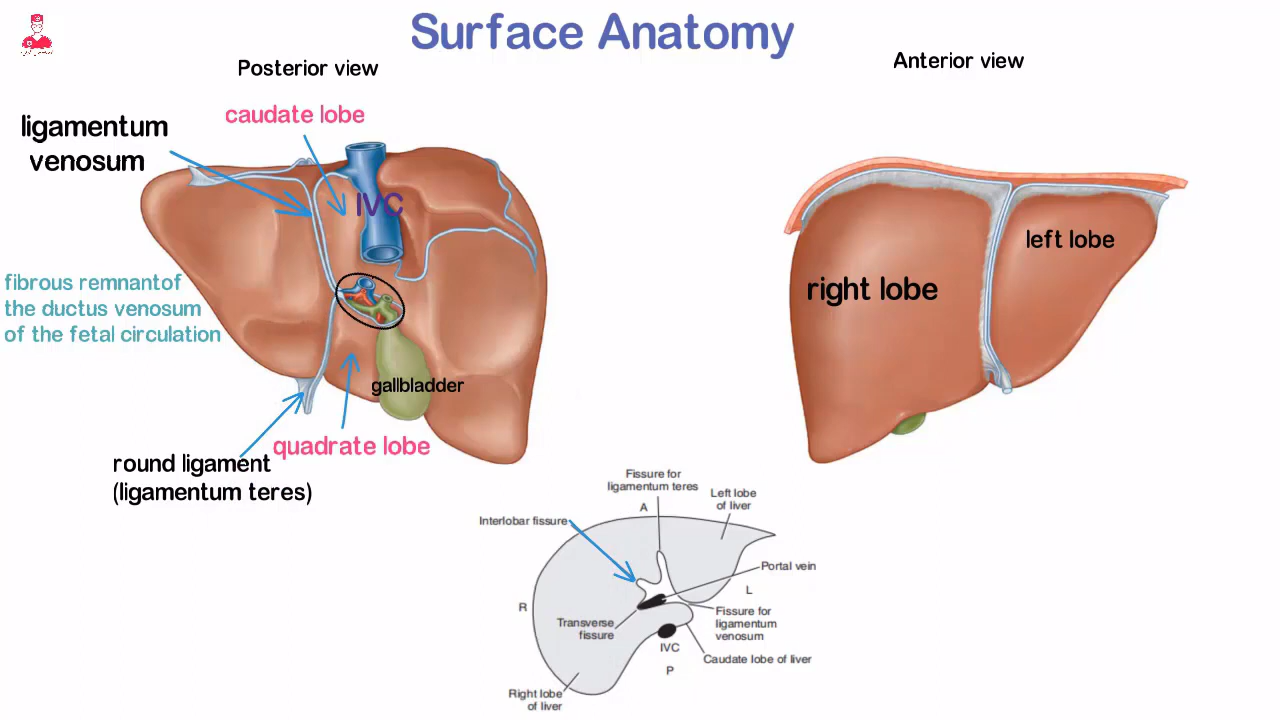 Surface Anatomy
Posterior view
Anterior view
caudate lobe
ligamentum
venosum
IVC
left lobe
right lobe
fibrous remnantof
the ductus venosum
of the fetal circulation
gallbladder
quadrate lobe
round ligament
(ligamentum teres)
Fissure for
ligamentum teres
Left lobe
of liver
A
Interlobar fissure
Portal vein
L
R
Fissure for
ligamentum
venosum
Transverse
fissure
IVC
Caudate lobe of liver
P
Right lobe
of liver